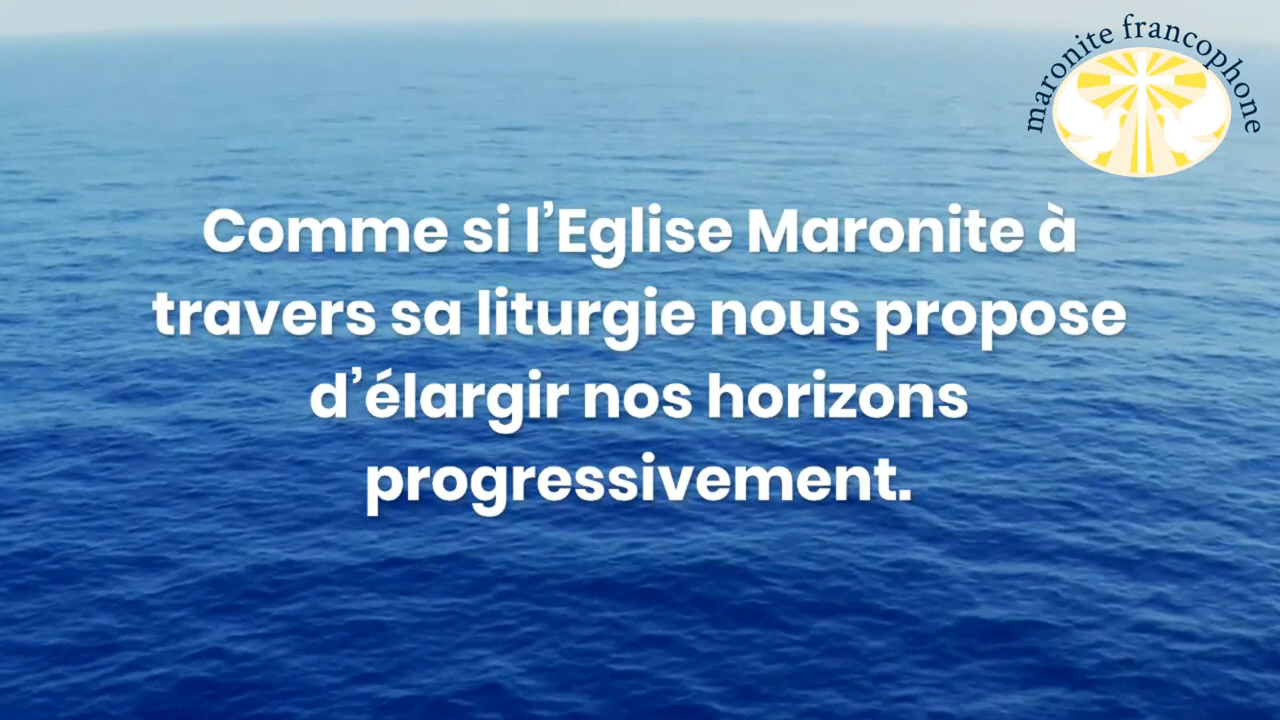 maronite francophone
Comme si l’Eglise Maronite à
travers sa liturgie nous propose
d’élargir nos horizons
progressivement.